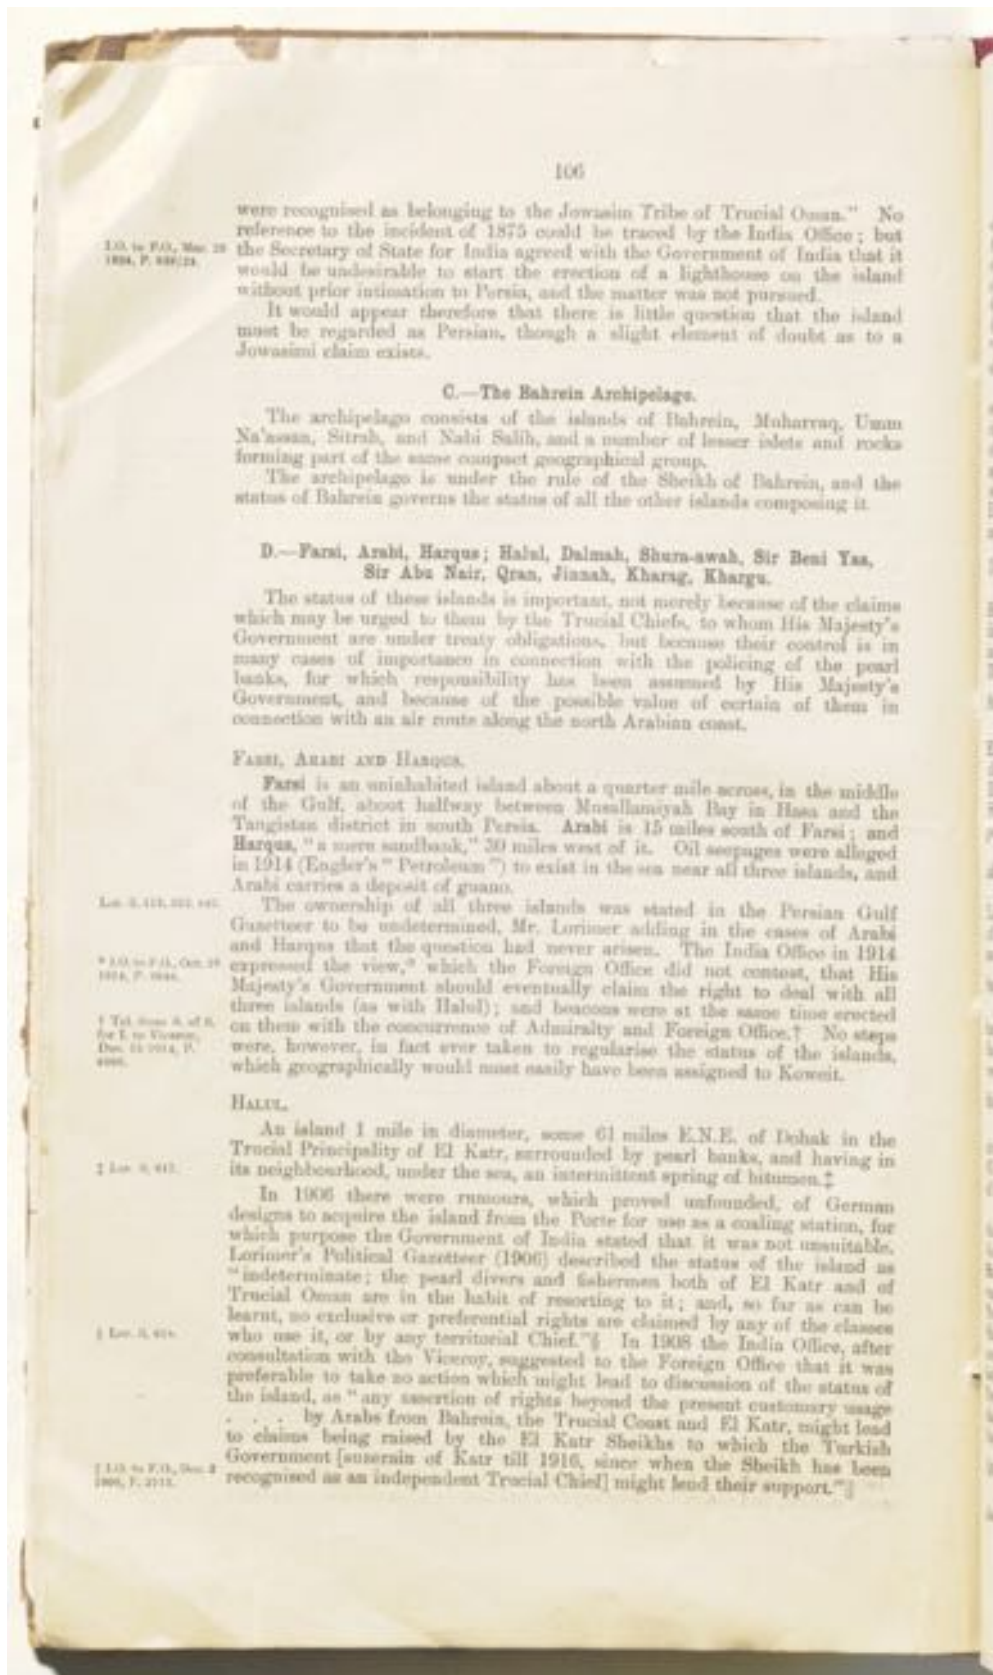 106
were recognised as belonging to the Jowasim Tribe of Trucial Oman." No
reference to the incident of 1875 could be traced by the India Office; but
I.O. to F.O., Mar.
the Secretary of State for India agreed with the Government of India that it
would be undesirable to start the erection of a lighthouse on the island
without prior intimation to Persia, and the matter was not pursued.
It would appear therefore that there is little question that the island
must be regarded as Persian, though a slight element of doubt as to a
Jowasimi claim exists.
C.—The Bahrein Archipelago.
The archipelago consists of the islands of Bahrein, Moharraq, Umm
Na'assan, Sitrah, and Nabi Salih, and a number of lesser islets and rocks
forming part of the same compact geographical group.
The archipelago is under the rule of the Sheikh of Bahrein, and the
status of Bahrein governs the status of all the other islands composing it.
D.—Farsi, Arabi, Harqus; Halul, Dalmah, Shura-awah, Sir Beni Yas,
Sir Abu Nair, Qran, Jinnah, Kharag, Khargu.
The status of these islands is important, not merely because of the claims
which may be urged to them by the Trucial Chiefs, to whom His Majesty's
Government are under treaty obligations, but because their control is in
many cases of importance in connection with the policing of the pearl
banks, for which responsibility has been assumed by His Majesty's
Government, and because of the possible value of certain of them in
connection with an air route along the north Arabian coast.
FARSI, ARABI AND HARQUS.
Farsi is an uninhabited island about a quarter mile across, in the middle
of the Gulf, about halfway between Musallamiyah Bay in Hasa and the
Tangistan district in south Persia. Arabi is 15 miles south of Farsi; and
Harqus, "a mere sandbank," 30 miles west of it. Oil seepages were alleged
in 1914 (Engler's "Petroleum") to exist in the sea near all three islands, and
Arabi carries a deposit of guano.
The ownership of all three islands was stated in the Persian Gulf
Gazetteer to be undetermined, Mr. Lorimer adding in the cases of Arabi
and Harqus that the question had never arisen. The India Office in 1914
* I.O. to F.O., Oct.
expressed the view,* which the Foreign Office did not contest, that His
Majesty's Government should eventually claim the right to deal with all
three islands (as with Halul); and beacons were at the same time erected
† Tel. from S. of S.
for I. to Viceroy,
on them with the concurrence of Admiralty and Foreign Office.† No steps
were, however, in fact ever taken to regularise the status of the islands,
which geographically would most easily have been assigned to Koweit.
HALUL.
An island 1 mile in diameter, some 61 miles E.N.E. of Dohak in the
Trucial Principality of El Katr, surrounded by pearl banks, and having in
its neighbourhood, under the sea, an intermittent spring of bitumen.‡
In 1906 there were rumours, which proved unfounded, of German
designs to acquire the island from the Porte for use as a coaling station, for
which purpose the Government of India stated that it was not unsuitable.
Lorimer's Political Gazetteer (1906) described the status of the island as
"indeterminate; the pearl divers and fishermen both of El Katr and of
Trucial Oman are in the habit of resorting to it; and, so far as can be
learnt, no exclusive or preferential rights are claimed by any of the classes
who use it, or by any territorial Chief."§ In 1908 the India Office, after
consultation with the Viceroy, suggested to the Foreign Office that it was
preferable to take no action which might lead to discussion of the status of
the island, as "any assertion of rights beyond the present customary usage
. . . by Arabs from Bahrein, the Trucial Coast and El Katr, might lead
to claims being raised by the El Katr Sheikhs to which the Turkish
Government [suzerain of Katr till 1916, since when the Sheikh has been
recognised as an independent Trucial Chief] might lend their support."‖